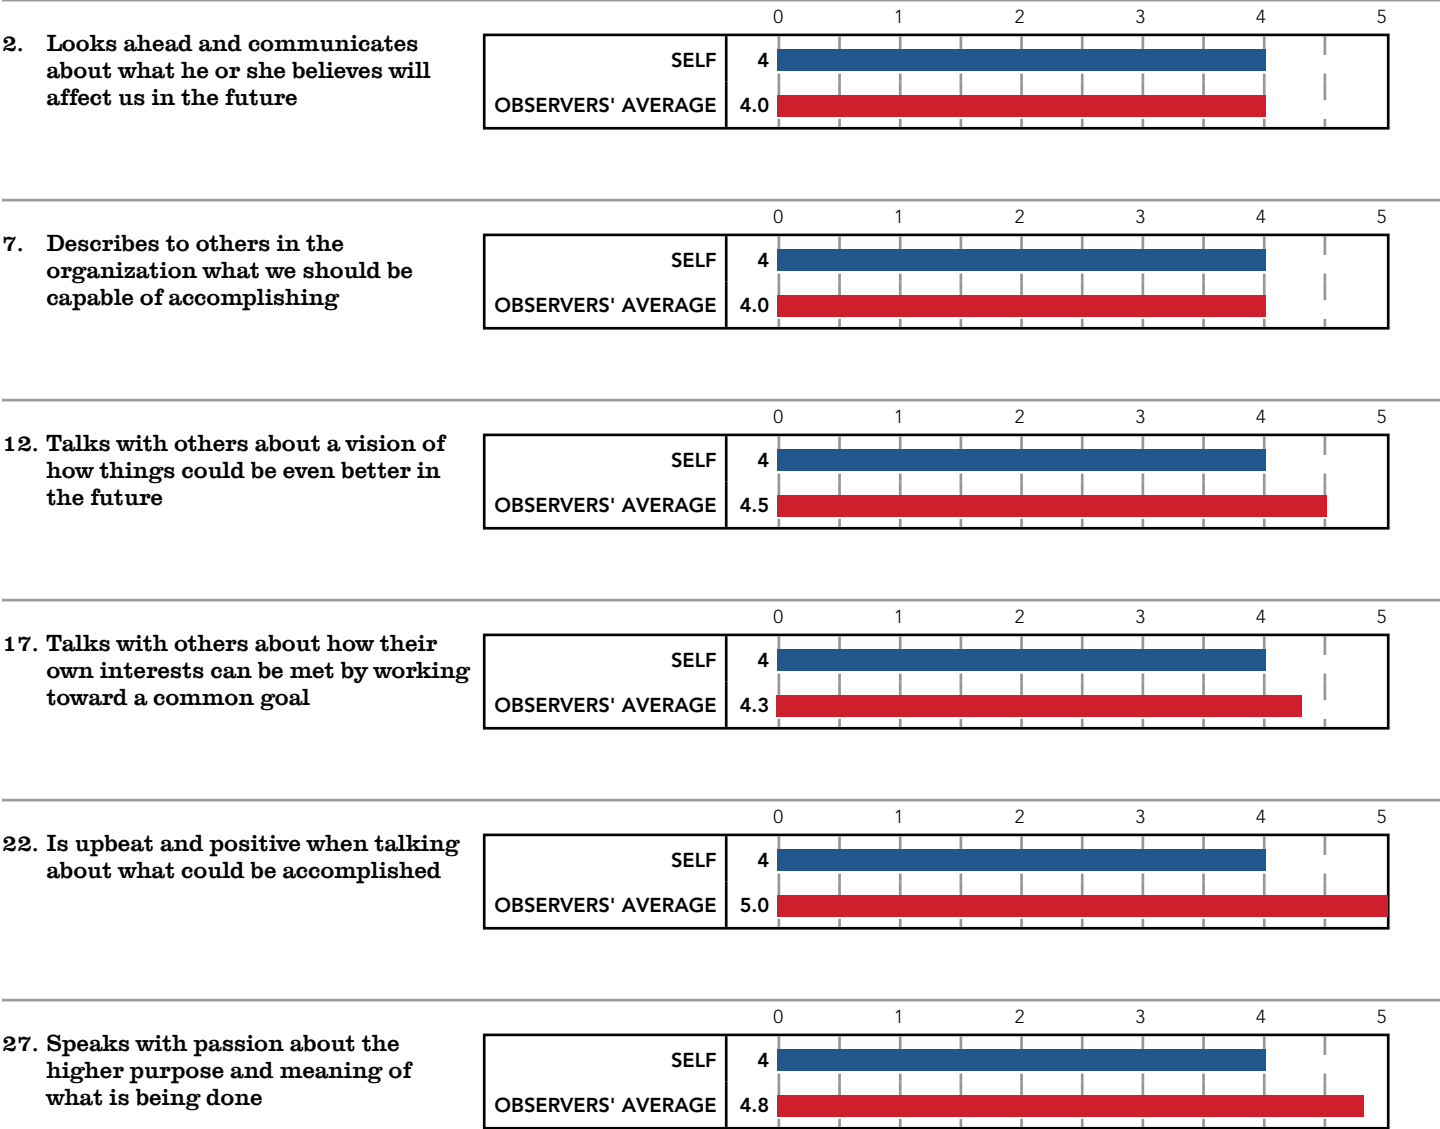 0 1 2 3 4 5
2. Looks ahead and communicates
about what he or she believes will
affect us in the future
SELF 4
OBSERVERS' AVERAGE 4.0
0 1 2 3 4 5
7. Describes to others in the
organization what we should be
capable of accomplishing
SELF 4
OBSERVERS' AVERAGE 4.0
0 1 2 3 4 5
12. Talks with others about a vision of
how things could be even better in
the future
SELF 4
OBSERVERS' AVERAGE 4.5
0 1 2 3 4 5
17. Talks with others about how their
own interests can be met by working
toward a common goal
SELF 4
OBSERVERS' AVERAGE 4.3
0 1 2 3 4 5
22. Is upbeat and positive when talking
about what could be accomplished
SELF 4
OBSERVERS' AVERAGE 5.0
0 1 2 3 4 5
27. Speaks with passion about the
higher purpose and meaning of
what is being done
SELF 4
OBSERVERS' AVERAGE 4.8